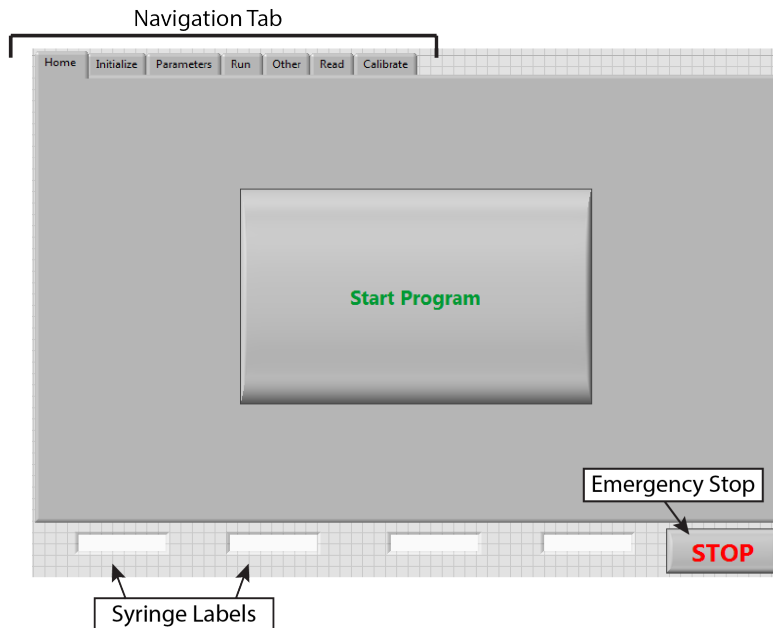 Navigation Tab
Home Initialize Parameters Run Other Read Calibrate
Start Program
Emergency Stop
STOP
Syringe Labels